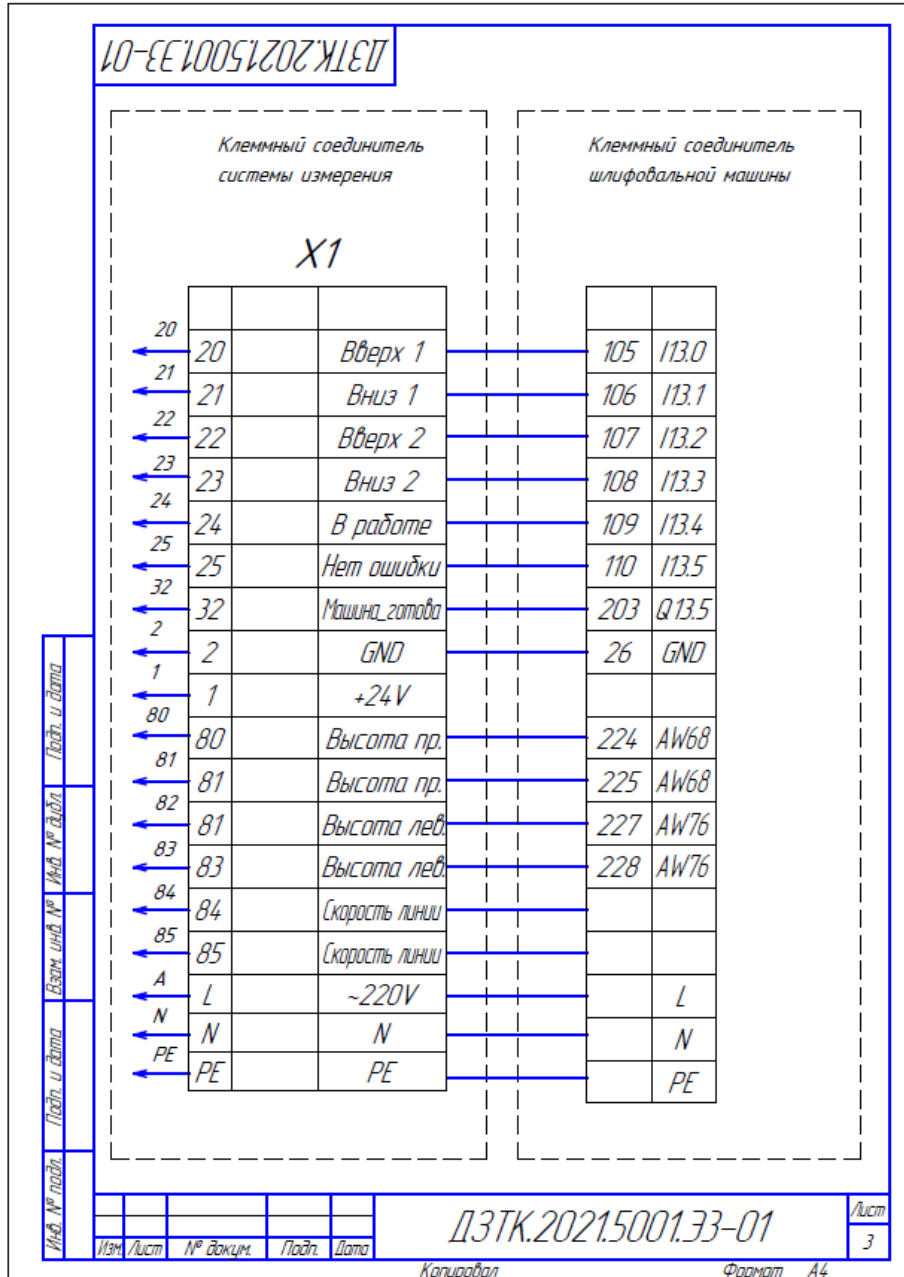 ДЗТК.2021.5001.ЭЗ-01
Клеммный соединитель
системы измерения
Клеммный соединитель
шлифовальной машины
X1
20 20 Вверх 1 105 I13.0
21 21 Вниз 1 106 I13.1
22 22 Вверх 2 107 I13.2
23 23 Вниз 2 108 I13.3
24 24 В работе 109 I13.4
25 25 Нет ошибки 110 I13.5
32 32 Машина_готова 203 Q13.5
2 2 GND 26 GND
1 1 +24V
80 80 Высота пр. 224 AW68
81 81 Высота пр. 225 AW68
82 81 Высота лев. 227 AW76
83 83 Высота лев. 228 AW76
84 84 Скорость линии
85 85 Скорость линии
A L ~220V L
N N N N
PE PE PE PE
Подп. и дата
Инв. № дубл.
Взам. инв. №
Подп. и дата
Инв. № подл.
Изм. Лист № докум. Подп. Дата
ДЗТК.2021.5001.ЭЗ-01
Лист
3
Копировал Формат А4